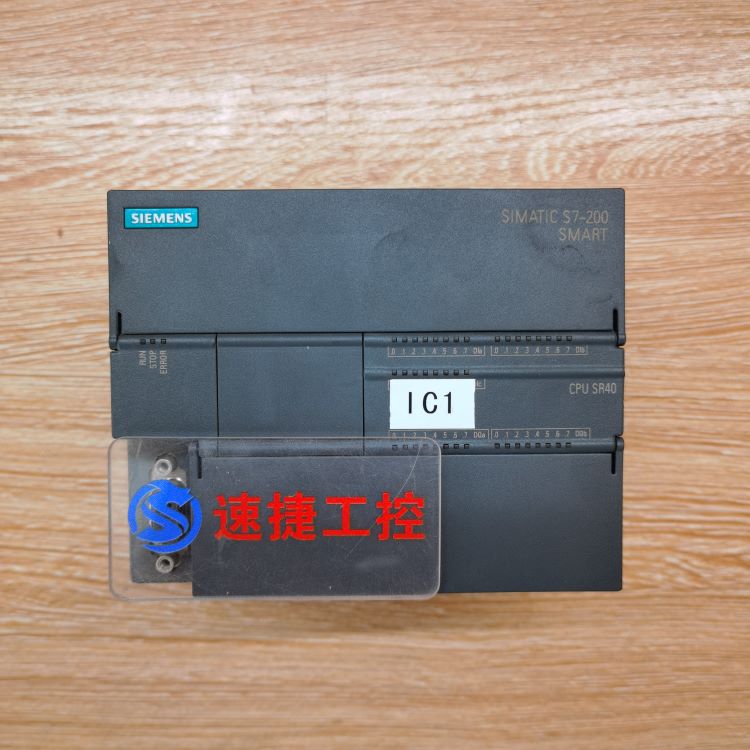 SIEMENS
SIMATIC S7-200
SMART
RUN
STOP
ERROR
0 1 2 3 4 5 6 7 DIa
0 1 2 3 4 5 6 7 DIb
CPU SR40
IC1
0 1 2 3 4 5 6 7 DQa
0 1 2 3 4 5 6 7 DQb
速捷工控